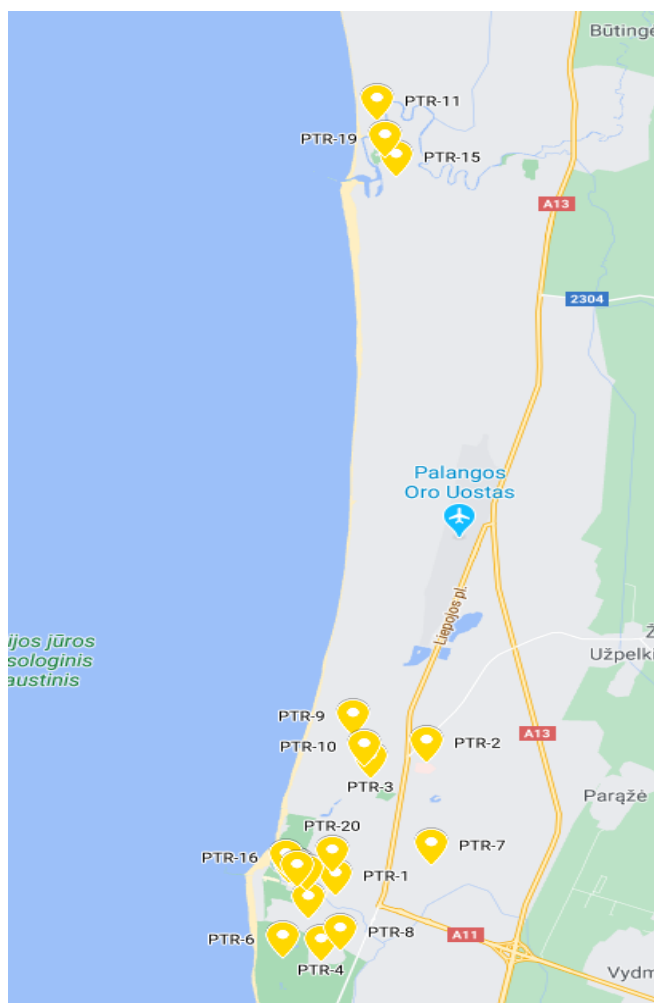 Būtinge
PTR-11
PTR-19
PTR-15
A13
2304
Palangos
Oro Uostas
Liepojos pl.
ijos jūros
sologinis
austinis
Ž
Užpelki
PTR-9
PTR-10
PTR-2
A13
PTR-3
Paražė
PTR-20
PTR-16
PTR-7
PTR-1
PTR-6
PTR-8
A11
PTR-4
Vydm